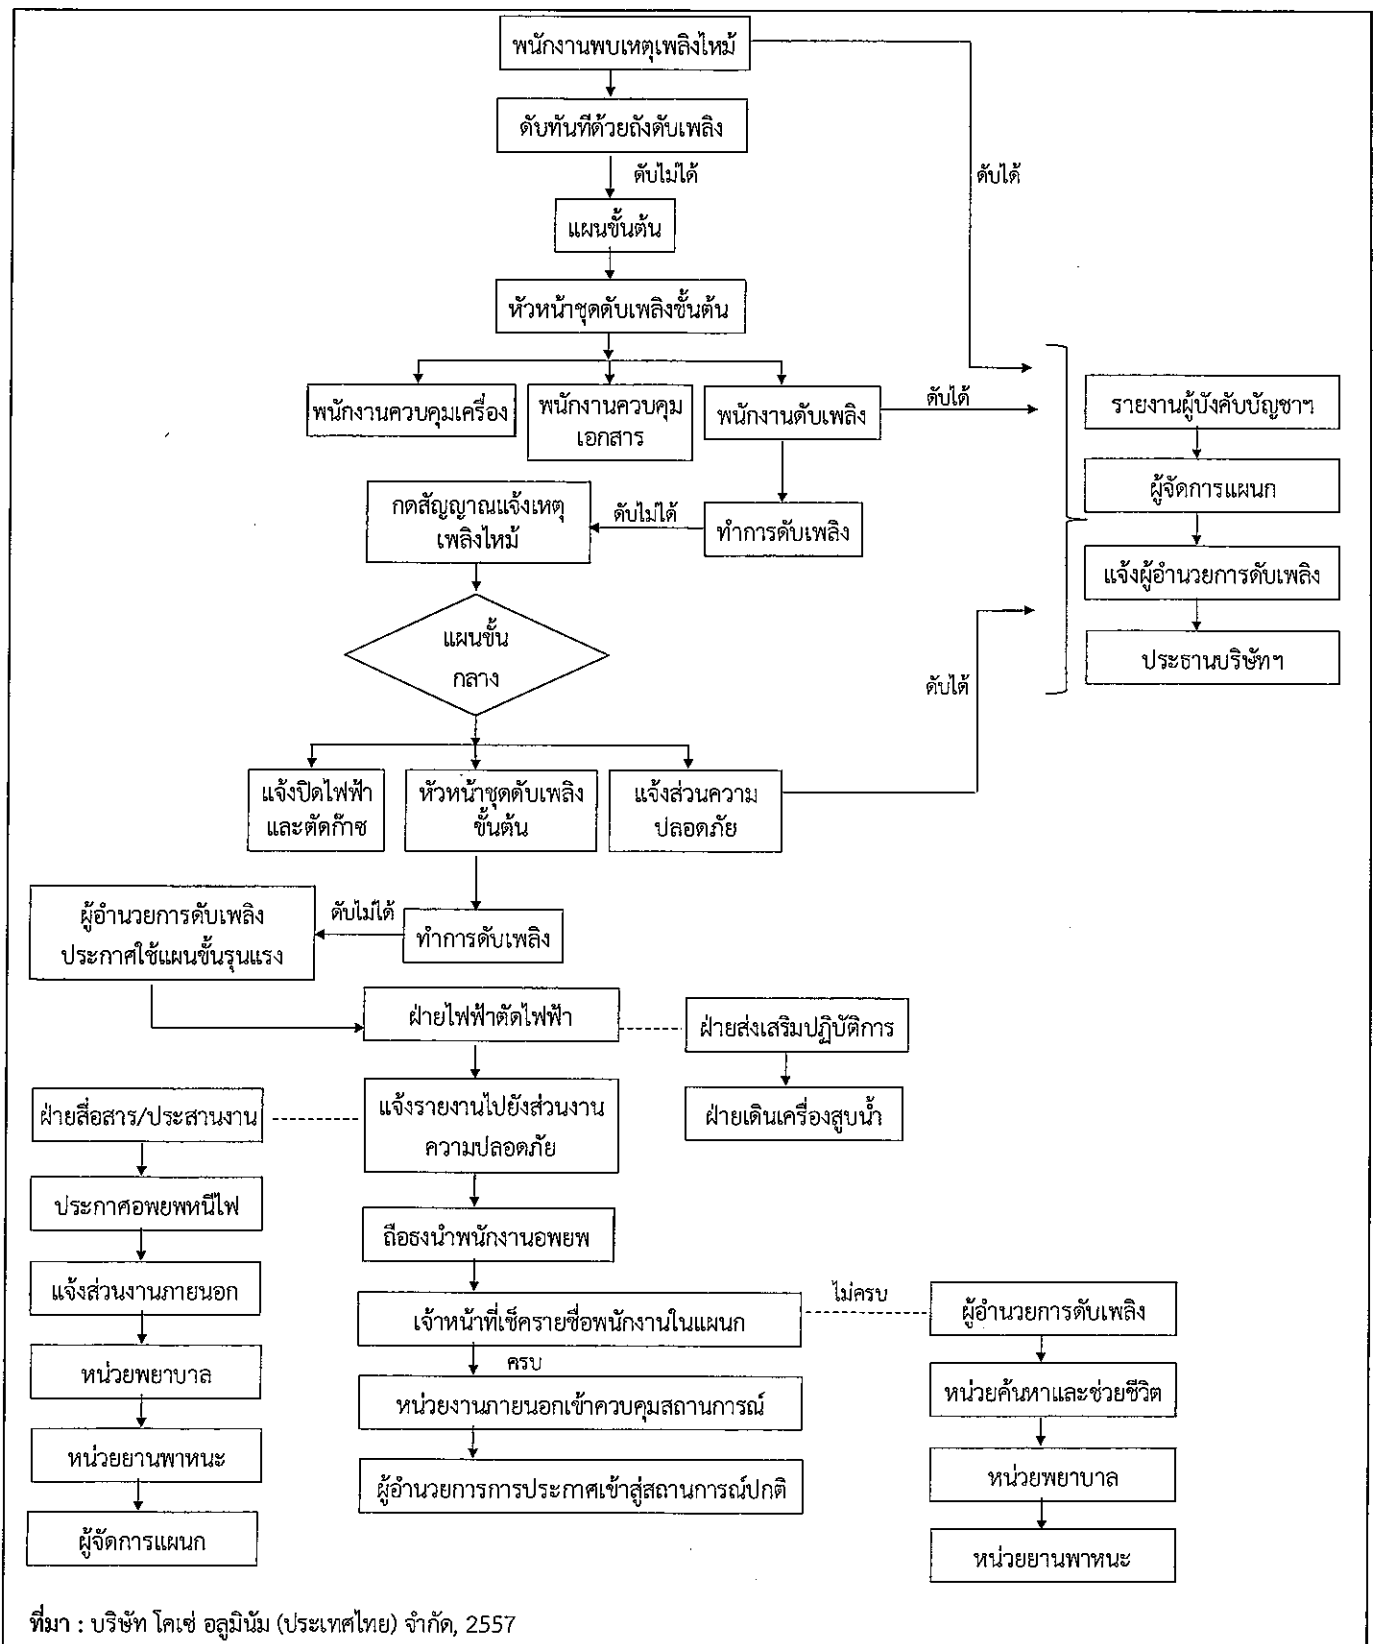 พนักงานพบเหตุเพลิงไหม้
ดับทันทีด้วยถังดับเพลิง
ดับไม่ได้
ดับได้
แผนขั้นต้น
หัวหน้าชุดดับเพลิงขั้นต้น
พนักงานควบคุมเครื่อง
พนักงานควบคุม
เอกสาร
พนักงานดับเพลิง
ดับได้
รายงานผู้บังคับบัญชาฯ
ผู้จัดการแผนก
แจ้งผู้อำนวยการดับเพลิง
ประธานบริษัทฯ
กดสัญญาณแจ้งเหตุ
เพลิงไหม้
ดับไม่ได้
ทำการดับเพลิง
แผนขั้น
กลาง
ดับได้
แจ้งปิดไฟฟ้า
และตัดก๊าซ
หัวหน้าชุดดับเพลิง
ขั้นต้น
แจ้งส่วนความ
ปลอดภัย
ผู้อำนวยการดับเพลิง
ประกาศใช้แผนขั้นรุนแรง
ดับไม่ได้
ทำการดับเพลิง
ฝ่ายไฟฟ้าตัดไฟฟ้า
ฝ่ายส่งเสริมปฏิบัติการ
ฝ่ายเดินเครื่องสูบน้ำ
ฝ่ายสื่อสาร/ประสานงาน
แจ้งรายงานไปยังส่วนงาน
ความปลอดภัย
ประกาศอพยพหนีไฟ
ถือธงนำพนักงานอพยพ
แจ้งส่วนงานภายนอก
เจ้าหน้าที่เช็ครายชื่อพนักงานในแผนก
ไม่ครบ
ผู้อำนวยการดับเพลิง
หน่วยพยาบาล
ครบ
หน่วยงานภายนอกเข้าควบคุมสถานการณ์
หน่วยค้นหาและช่วยชีวิต
หน่วยยานพาหนะ
ผู้อำนวยการการประกาศเข้าสู่สถานการณ์ปกติ
หน่วยพยาบาล
ผู้จัดการแผนก
หน่วยยานพาหนะ
ที่มา : บริษัท โคเซ่ อลูมินัม (ประเทศไทย) จำกัด, 2557